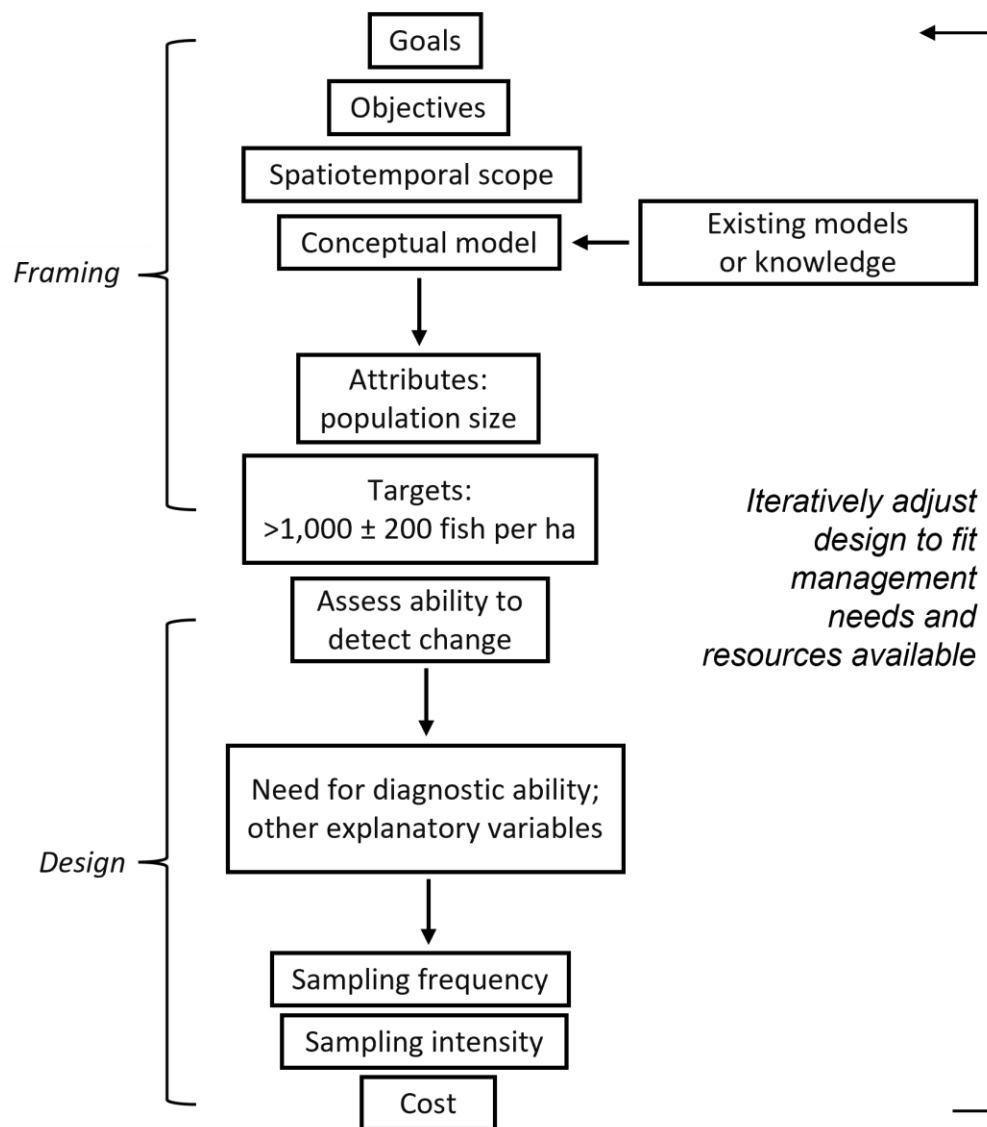 Goals
Objectives
Spatiotemporal scope
Conceptual model
Existing models
or knowledge
Framing
Attributes:
population size
Targets:
>1,000 ± 200 fish per ha
Iteratively adjust
design to fit
management
needs and
resources available
Assess ability to
detect change
Need for diagnostic ability;
other explanatory variables
Design
Sampling frequency
Sampling intensity
Cost